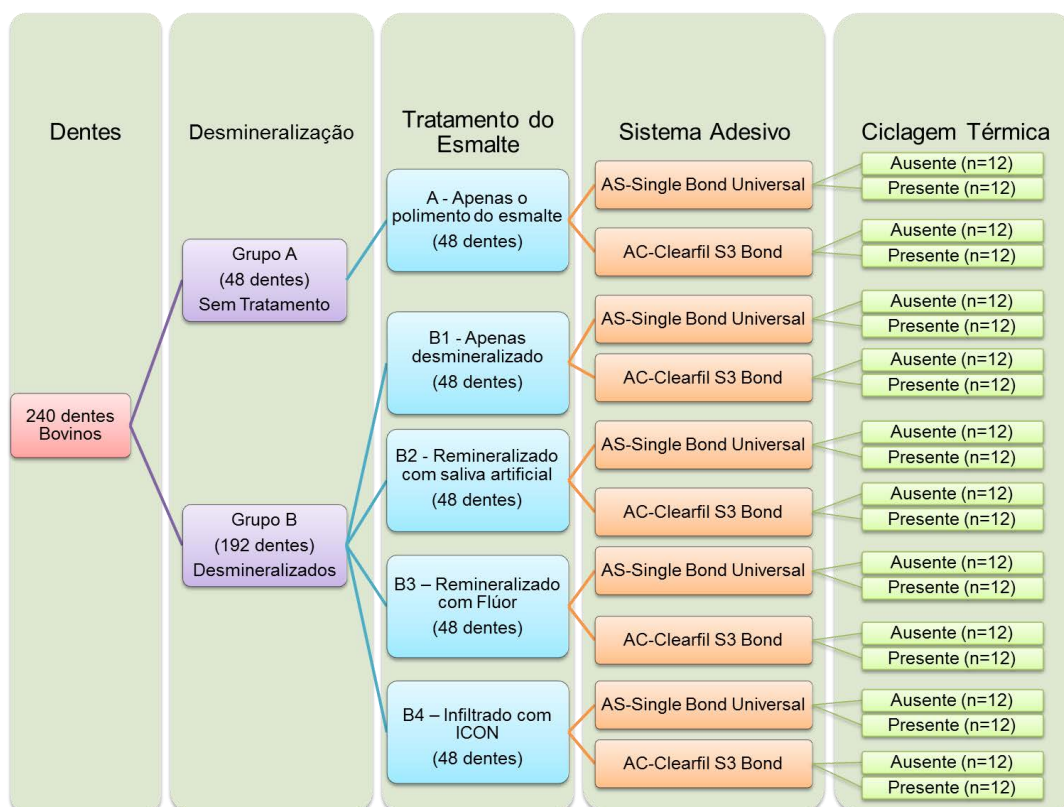 Dentes
Desmineralização
Tratamento do
Esmalte
Sistema Adesivo
Ciclagem Térmica
240 dentes
Bovinos
Grupo A
(48 dentes)
Sem Tratamento
Grupo B
(192 dentes)
Desmineralizados
A - Apenas o
polimento do esmalte
(48 dentes)
B1 - Apenas
desmineralizado
(48 dentes)
B2 - Remineralizado
com saliva artificial
(48 dentes)
B3 – Remineralizado
com Flúor
(48 dentes)
B4 – Infiltrado com
ICON
(48 dentes)
AS-Single Bond Universal
AC-Clearfil S3 Bond
AS-Single Bond Universal
AC-Clearfil S3 Bond
AS-Single Bond Universal
AC-Clearfil S3 Bond
AS-Single Bond Universal
AC-Clearfil S3 Bond
AS-Single Bond Universal
AC-Clearfil S3 Bond
Ausente (n=12)
Presente (n=12)
Ausente (n=12)
Presente (n=12)
Ausente (n=12)
Presente (n=12)
Ausente (n=12)
Presente (n=12)
Ausente (n=12)
Presente (n=12)
Ausente (n=12)
Presente (n=12)
Ausente (n=12)
Presente (n=12)
Ausente (n=12)
Presente (n=12)
Ausente (n=12)
Presente (n=12)
Ausente (n=12)
Presente (n=12)